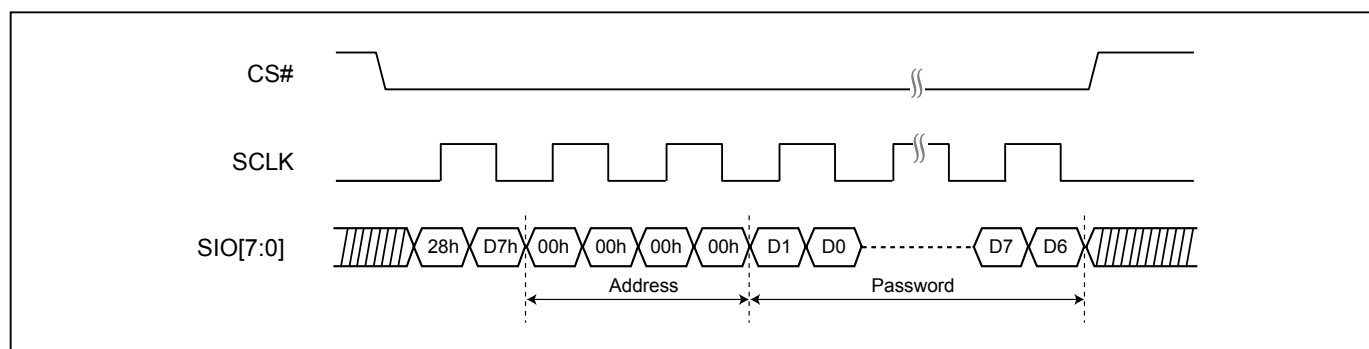 CS#
SCLK
SIO[7:0] 28h D7h 00h 00h 00h 00h D1 D0 D7 D6
Address Password